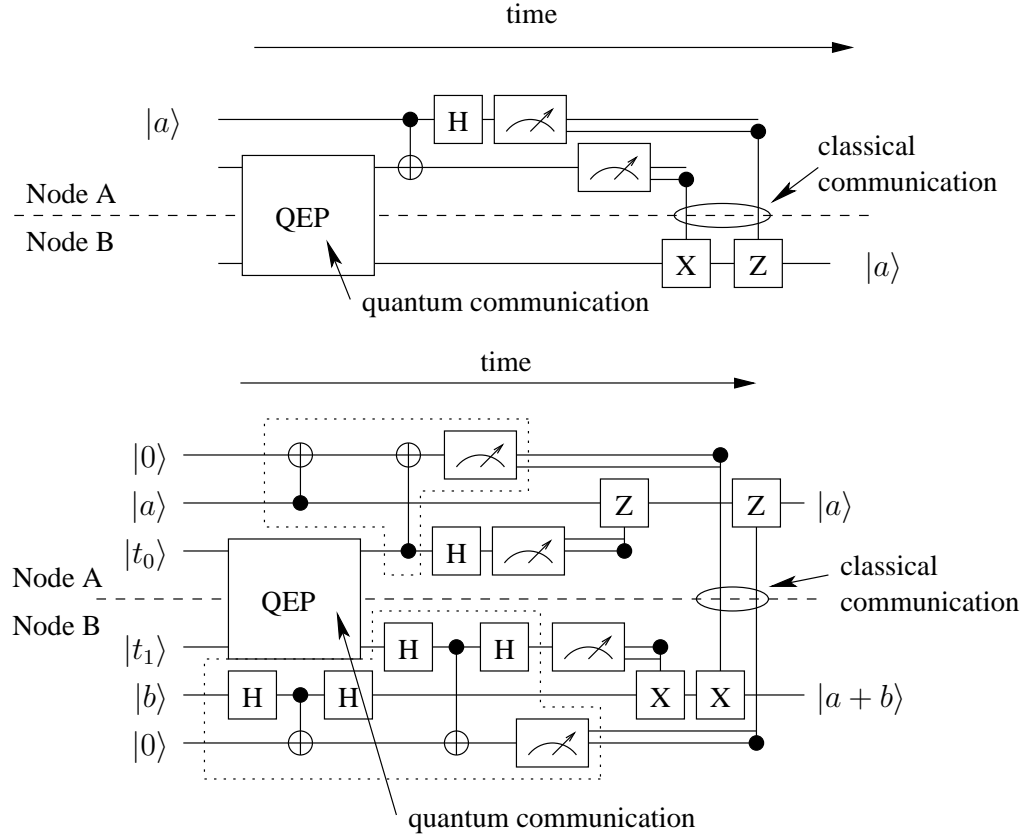 time
|a⟩
H
classical
communication
Node A
QEP
Node B
X
Z
|a⟩
quantum communication
time
|0⟩
|a⟩
Z
Z
|a⟩
|t₀⟩
H
Node A
QEP
classical
communication
Node B
|t₁⟩
H
H
|b⟩
H
H
X
X
|a + b⟩
|0⟩
quantum communication